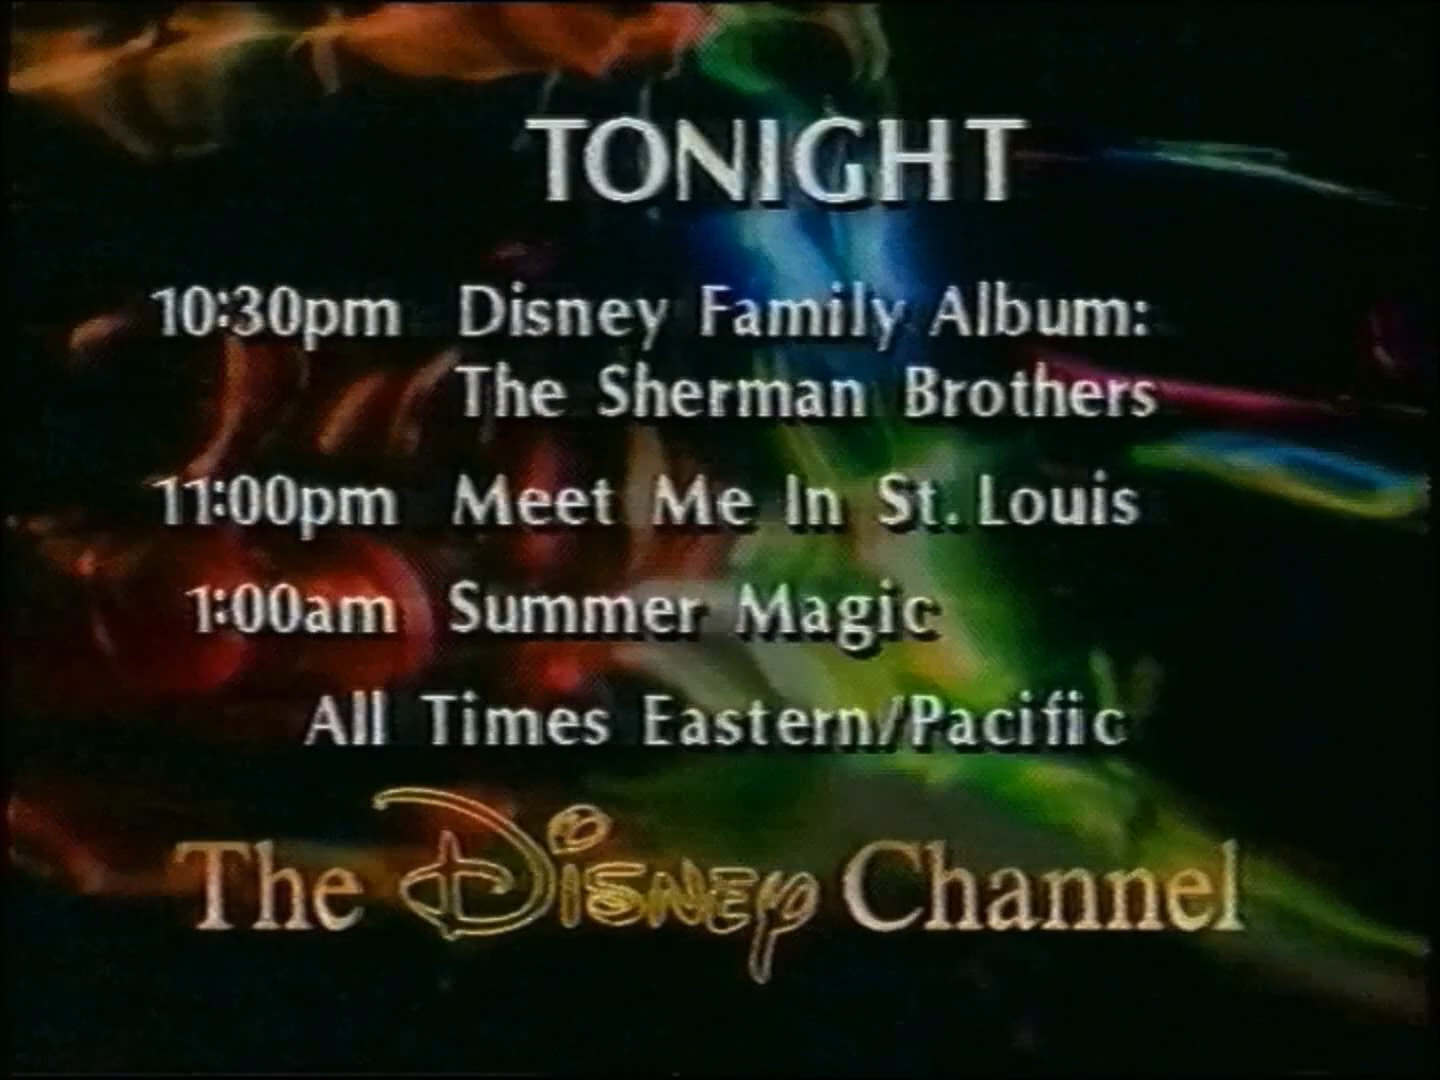 TONIGHT
10:30pm Disney Family Album:
The Sherman Brothers
11:00pm Meet Me In St. Louis
1:00am Summer Magic
All Times Eastern/Pacific
The Disney Channel